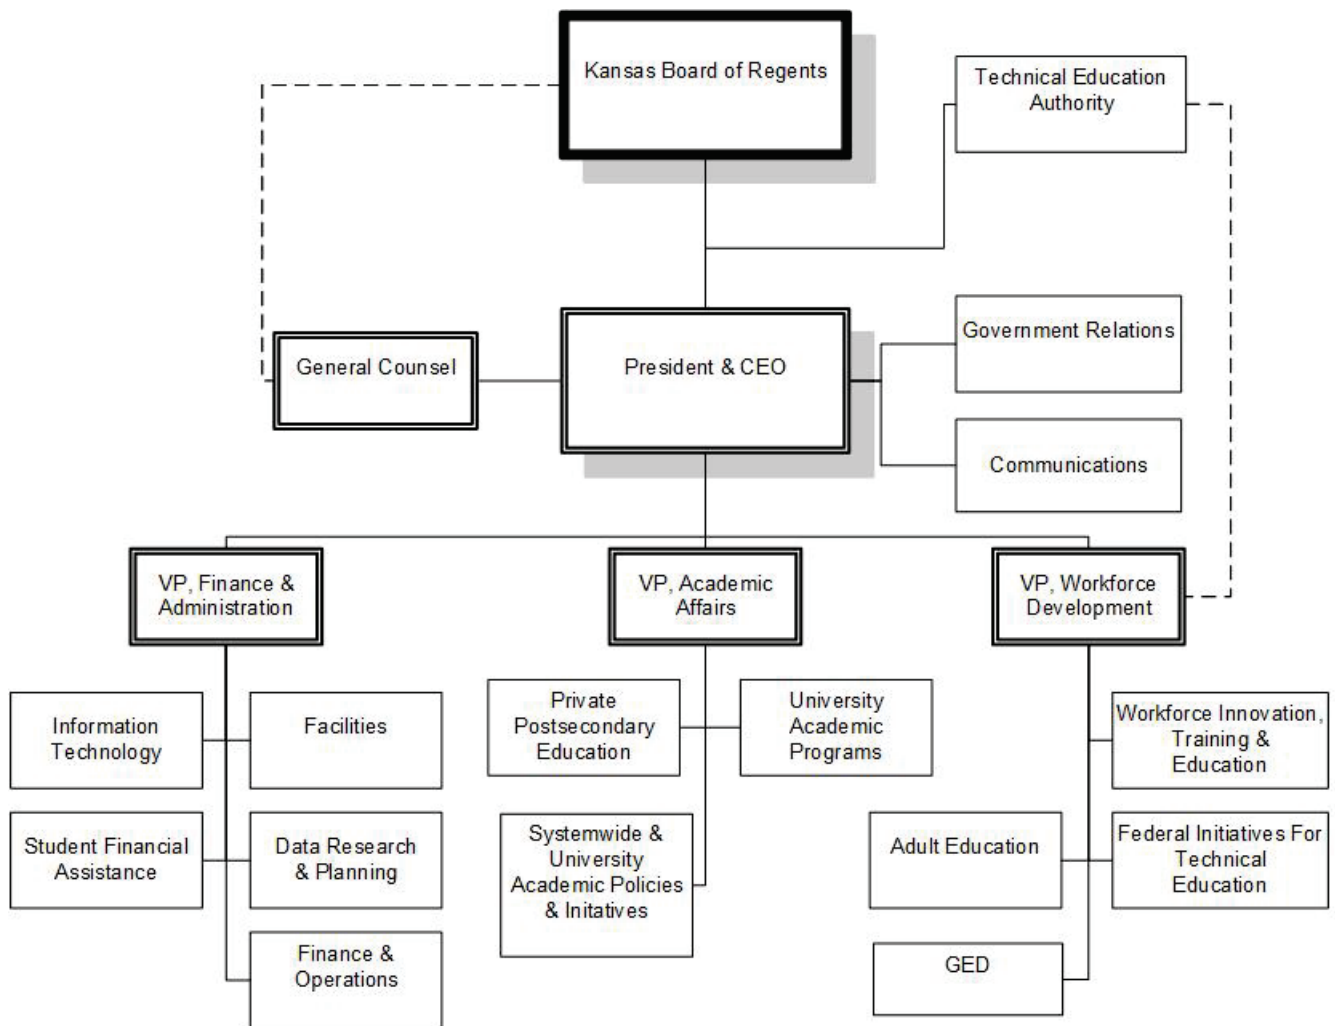 Kansas Board of Regents
Technical Education
Authority
General Counsel
President & CEO
Government Relations
Communications
VP, Finance &
Administration
VP, Academic
Affairs
VP, Workforce
Development
Information
Technology
Facilities
Student Financial
Assistance
Data Research
& Planning
Finance &
Operations
Private
Postsecondary
Education
University
Academic
Programs
Systemwide &
University
Academic Policies
& Initatives
Workforce Innovation,
Training &
Education
Adult Education
Federal Initiatives For
Technical
Education
GED